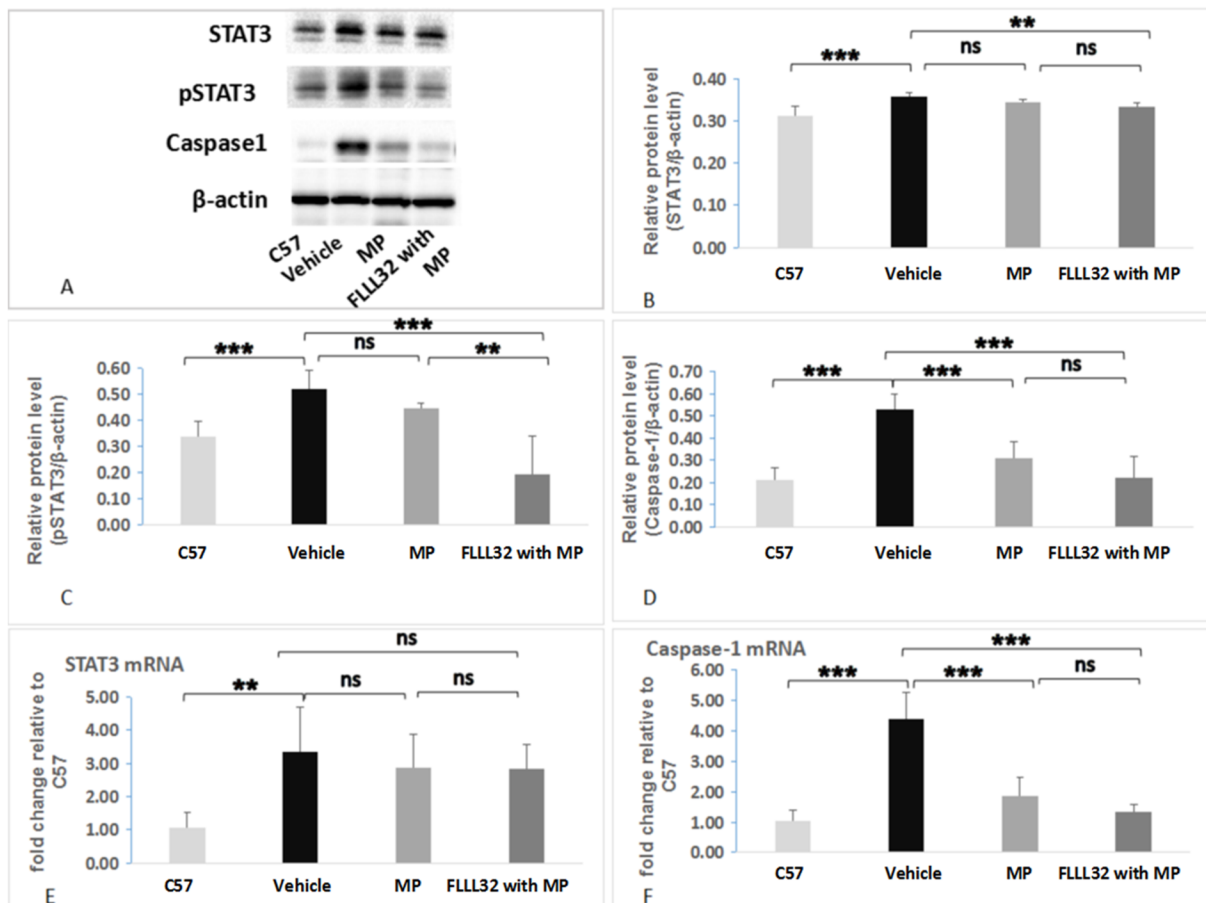 STAT3
pSTAT3
Caspase1
β-actin
C57
Vehicle
MP
FLLL32 with
MP
A
**
*** ns ns
Relative protein level
(STAT3/β-actin)
0.40
0.30
0.20
0.10
0.00
C57 Vehicle MP FLLL32 with MP
B
***
*** ns **
Relative protein level
(pSTAT3/β-actin)
0.60
0.50
0.40
0.30
0.20
0.10
0.00
C57 Vehicle MP FLLL32 with MP
C
***
*** *** ns
Relative protein level
(Caspase-1/β-actin)
0.70
0.60
0.50
0.40
0.30
0.20
0.10
0.00
C57 Vehicle MP FLLL32 with MP
D
STAT3 mRNA
ns
** ns ns
fold change relative to
C57
5.00
4.00
3.00
2.00
1.00
0.00
C57 Vehicle MP FLLL32 with MP
E
Caspase-1 mRNA
***
*** *** ns
fold change relative to
C57
6.00
5.00
4.00
3.00
2.00
1.00
0.00
C57 Vehicle MP FLLL32 with MP
F